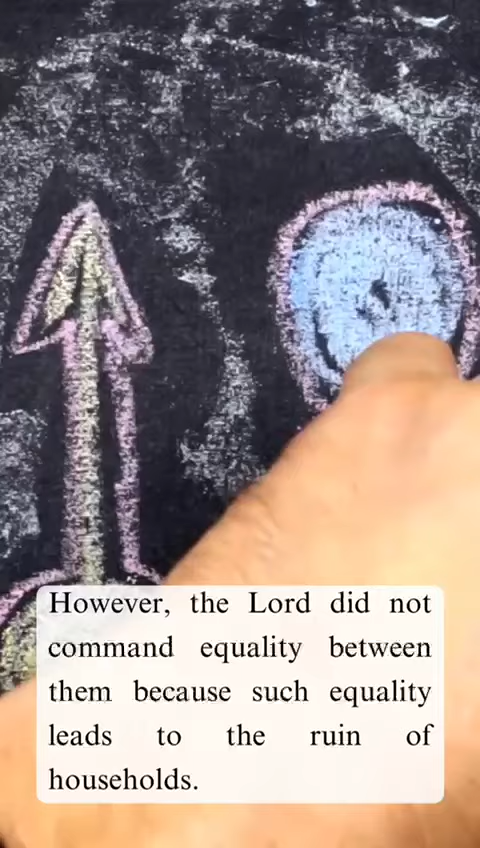 However, the Lord did not
command equality between
them because such equality
leads to the ruin of
households.